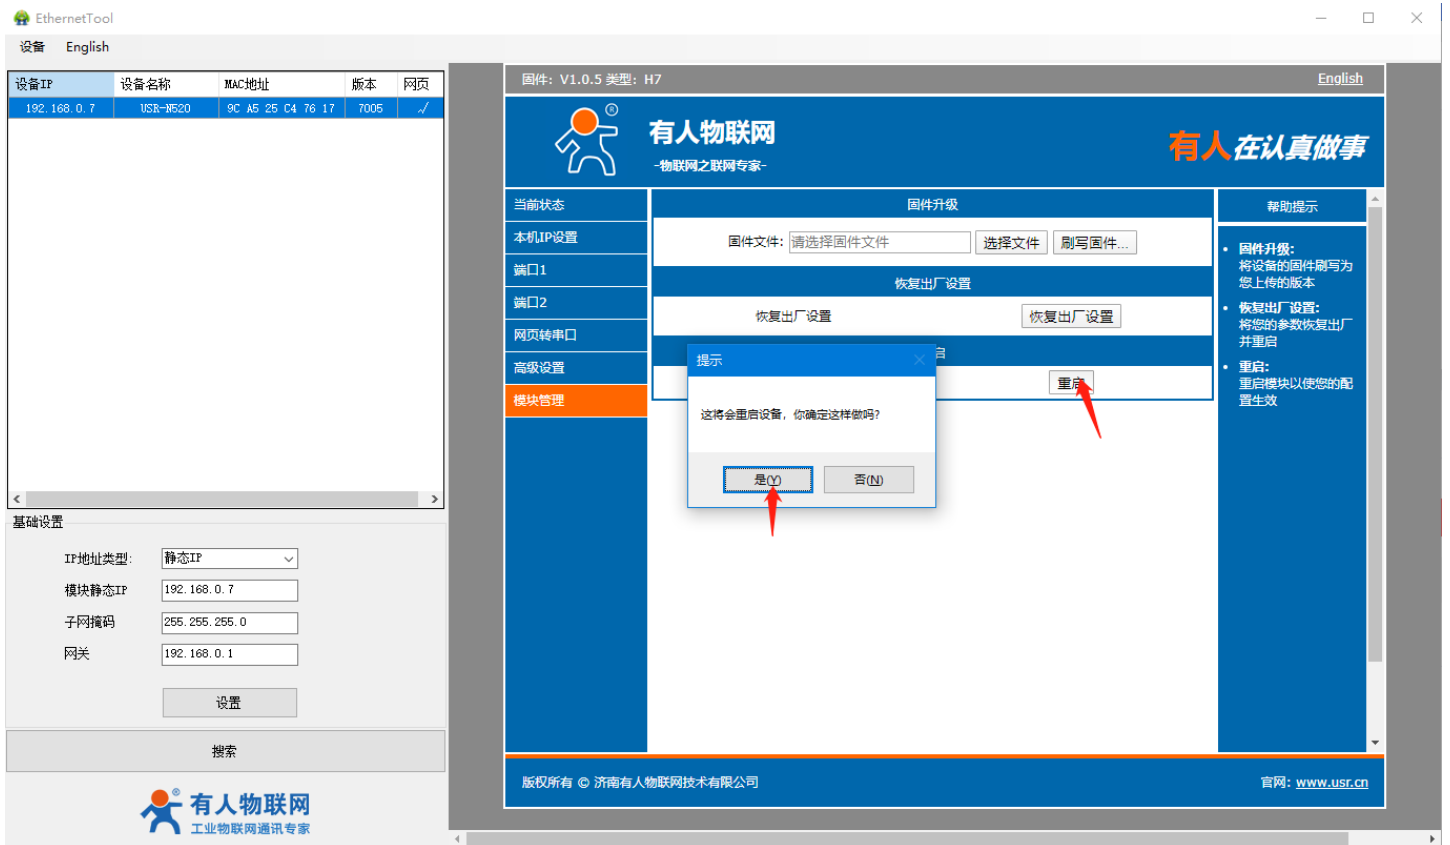 EthernetTool
设备 English
设备IP 设备名称 MAC地址 版本 网页
192.168.0.7 USR-N520 9C A5 25 C4 76 17 7005 √
基础设置
IP地址类型: 静态IP
模块静态IP 192.168.0.7
子网掩码 255.255.255.0
网关 192.168.0.1
设置
搜索
有人物联网 ®
工业物联网通讯专家
固件: V1.0.5 类型: H7 English
®
有人物联网
-物联网之联网专家-
有人在认真做事
当前状态
本机IP设置
端口1
端口2
网页转串口
高级设置
模块管理
固件升级
固件文件: 请选择固件文件 选择文件 刷写固件...
恢复出厂设置
恢复出厂设置 恢复出厂设置
启
重启
提示
这将会重启设备，你确定这样做吗?
是(Y) 否(N)
帮助提示
• 固件升级:
将设备的固件刷写为
您上传的版本
• 恢复出厂设置:
将您的参数恢复出厂
并重启
• 重启:
重启模块以使您的配
置生效
版权所有 © 济南有人物联网技术有限公司 官网: www.usr.cn